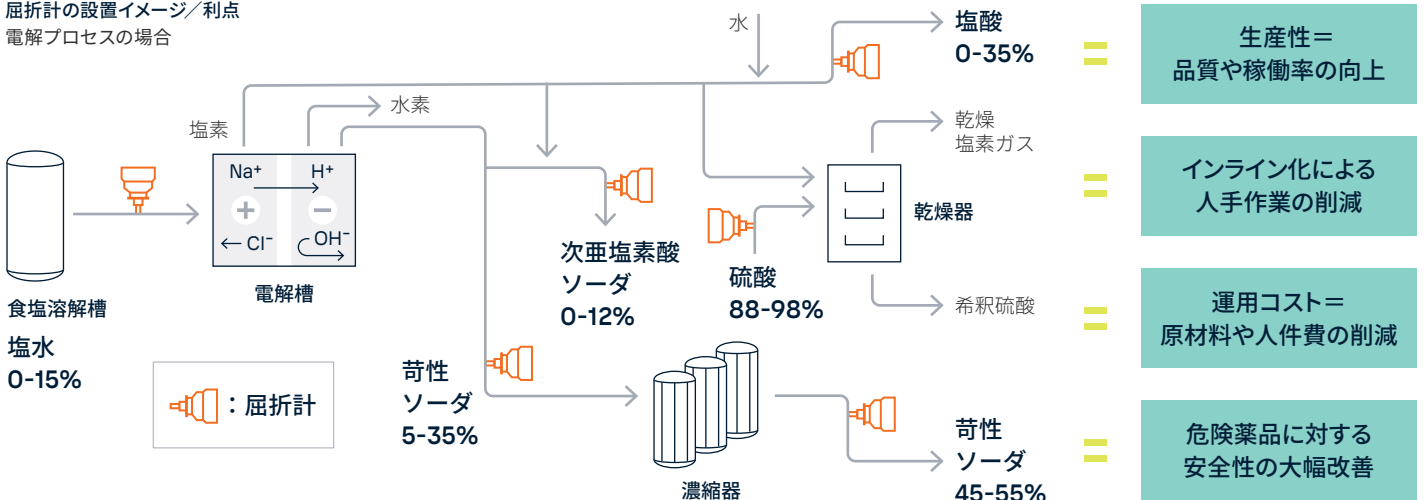 屈折計の設置イメージ／利点
電解プロセスの場合
水
塩酸
0-35%
生産性＝
品質や稼働率の向上
塩素
水素
乾燥
塩素ガス
Na⁺
H⁺
+
−
Cl⁻
OH⁻
電解槽
食塩溶解槽
塩水
0-15%
次亜塩素酸
ソーダ
0-12%
硫酸
88-98%
乾燥器
インライン化による
人手作業の削減
希釈硫酸
運用コスト＝
原材料や人件費の削減
：屈折計
苛性
ソーダ
5-35%
濃縮器
苛性
ソーダ
45-55%
危険薬品に対する
安全性の大幅改善